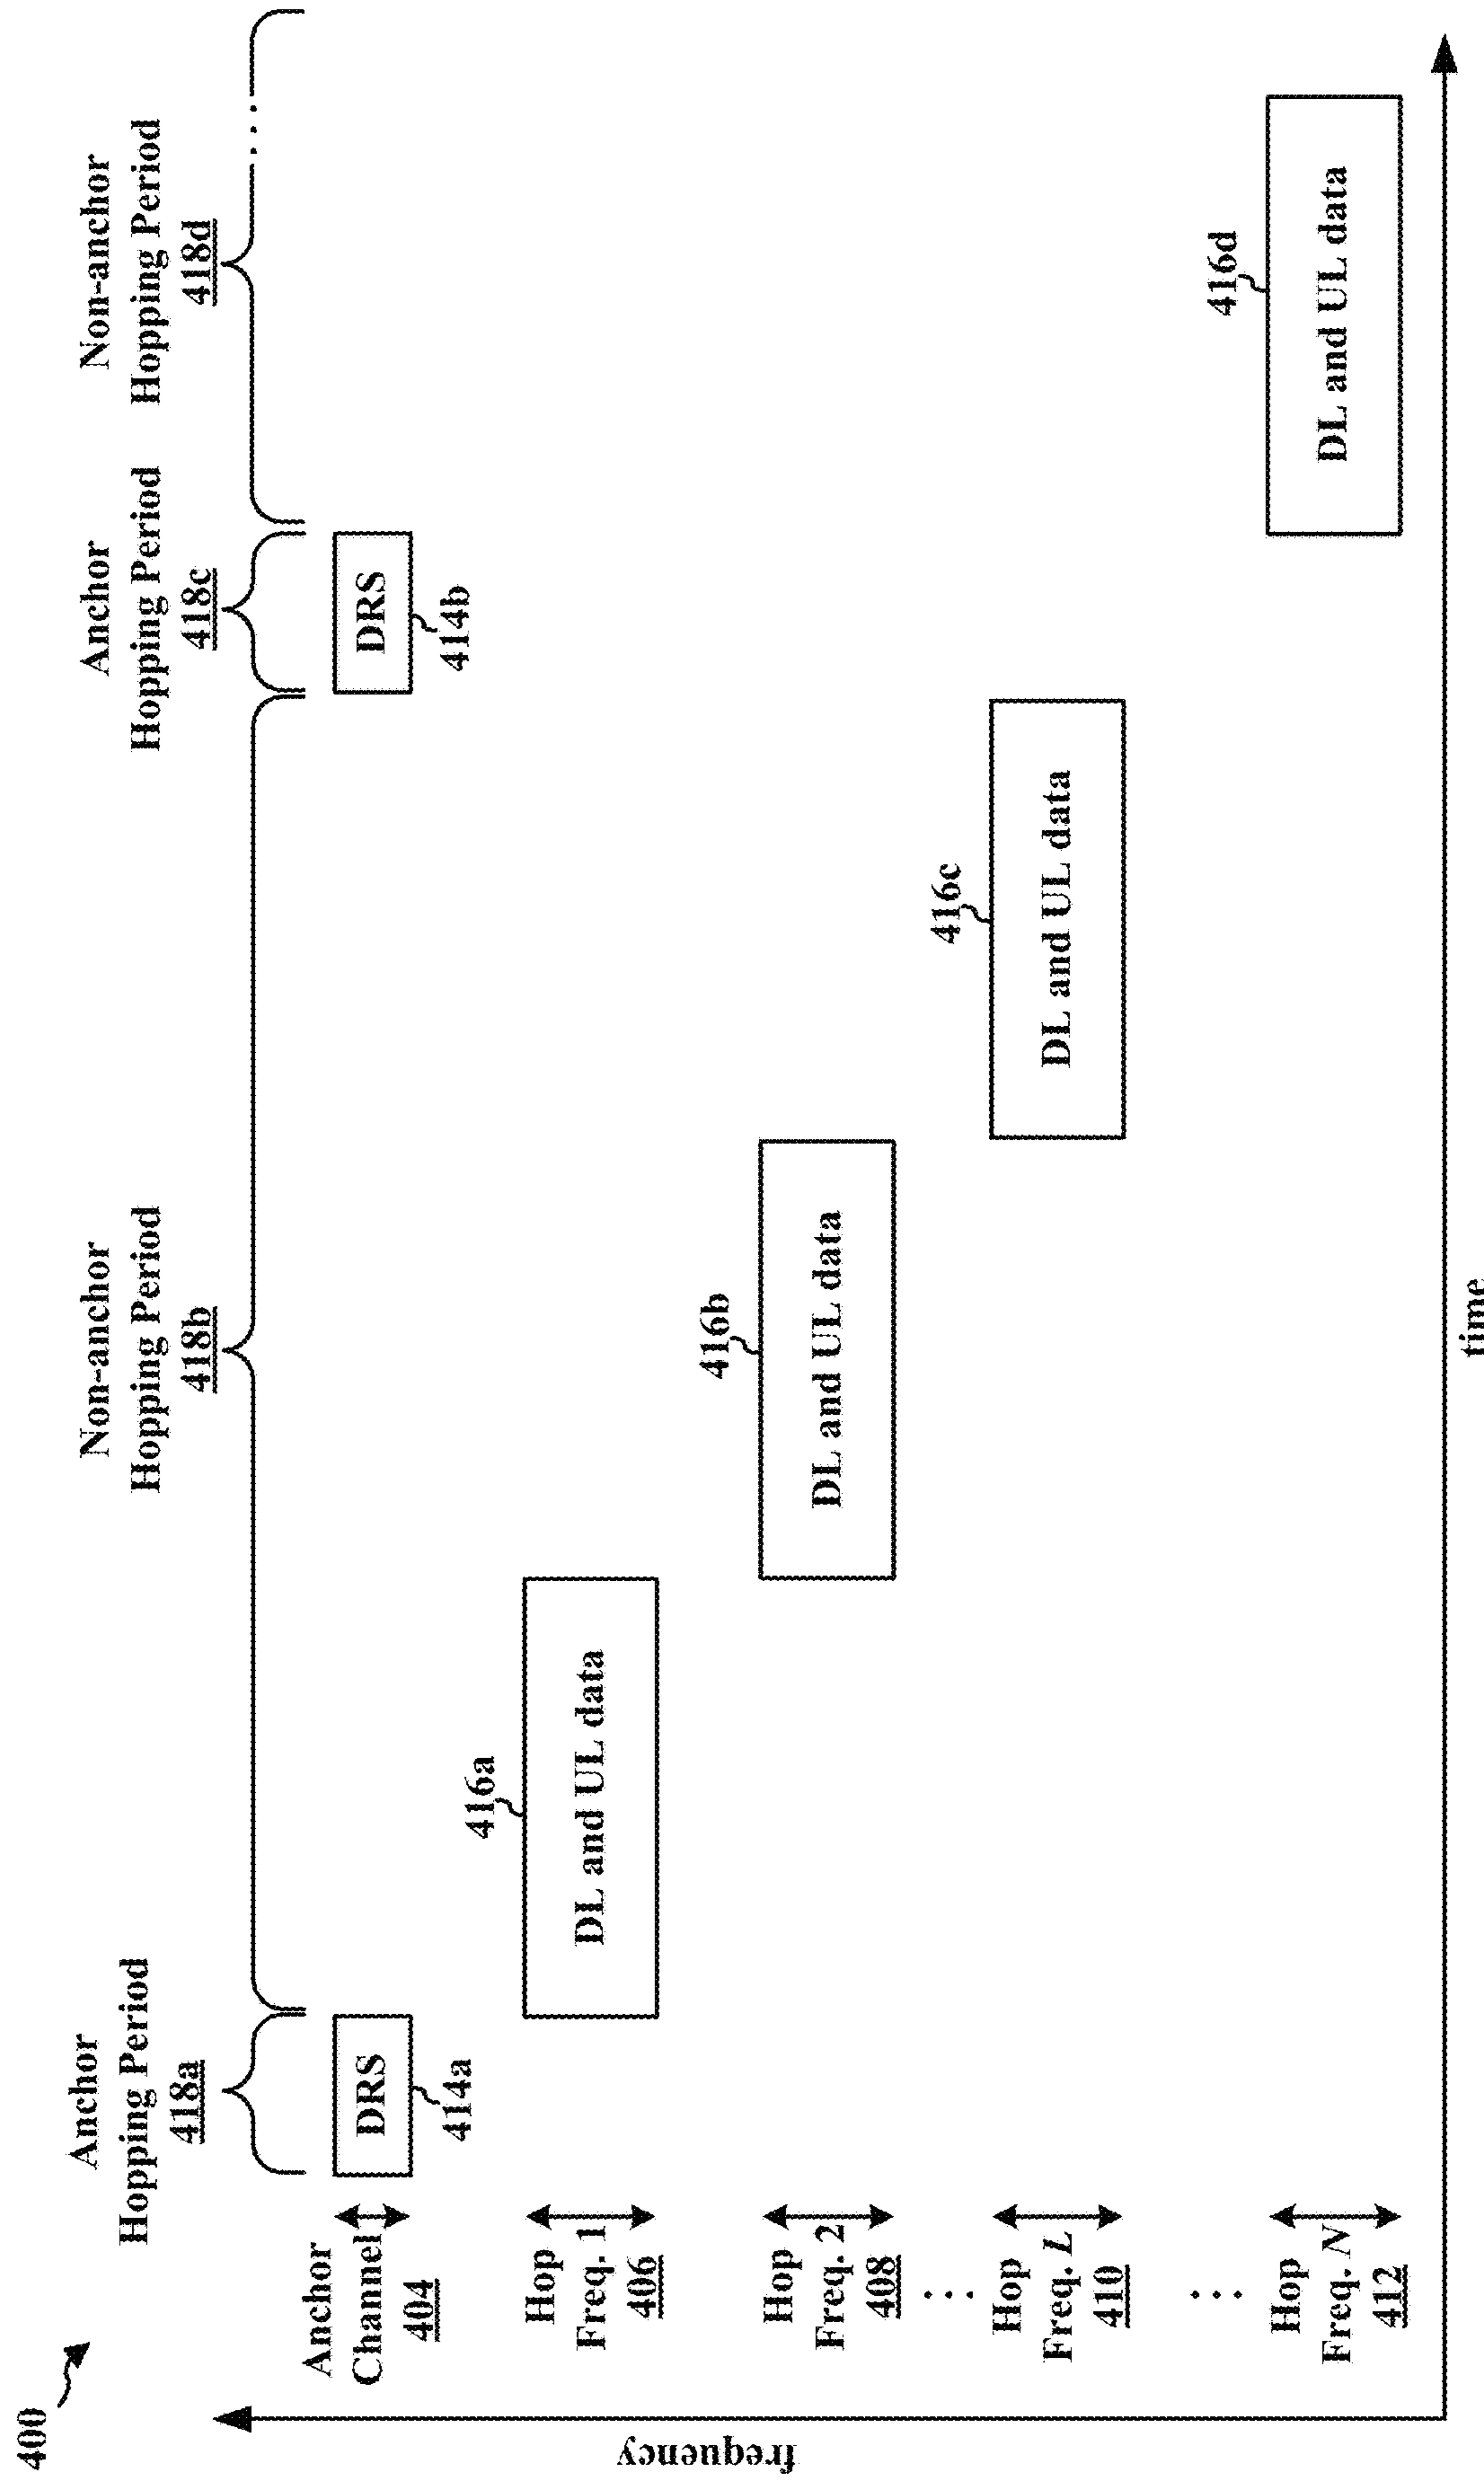 400
Anchor
Hopping Period
418a
Non-anchor
Hopping Period
418b
Anchor
Hopping Period
418c
Non-anchor
Hopping Period
418d
. . .
frequency
Anchor
Channel
404
DRS
414a
DRS
414b
Hop
Freq. 1
406
416a
DL and UL data
Hop
Freq. 2
408
416b
DL and UL data
. . .
Hop
Freq. L
410
416c
DL and UL data
. . .
Hop
Freq. N
412
416d
DL and UL data
time